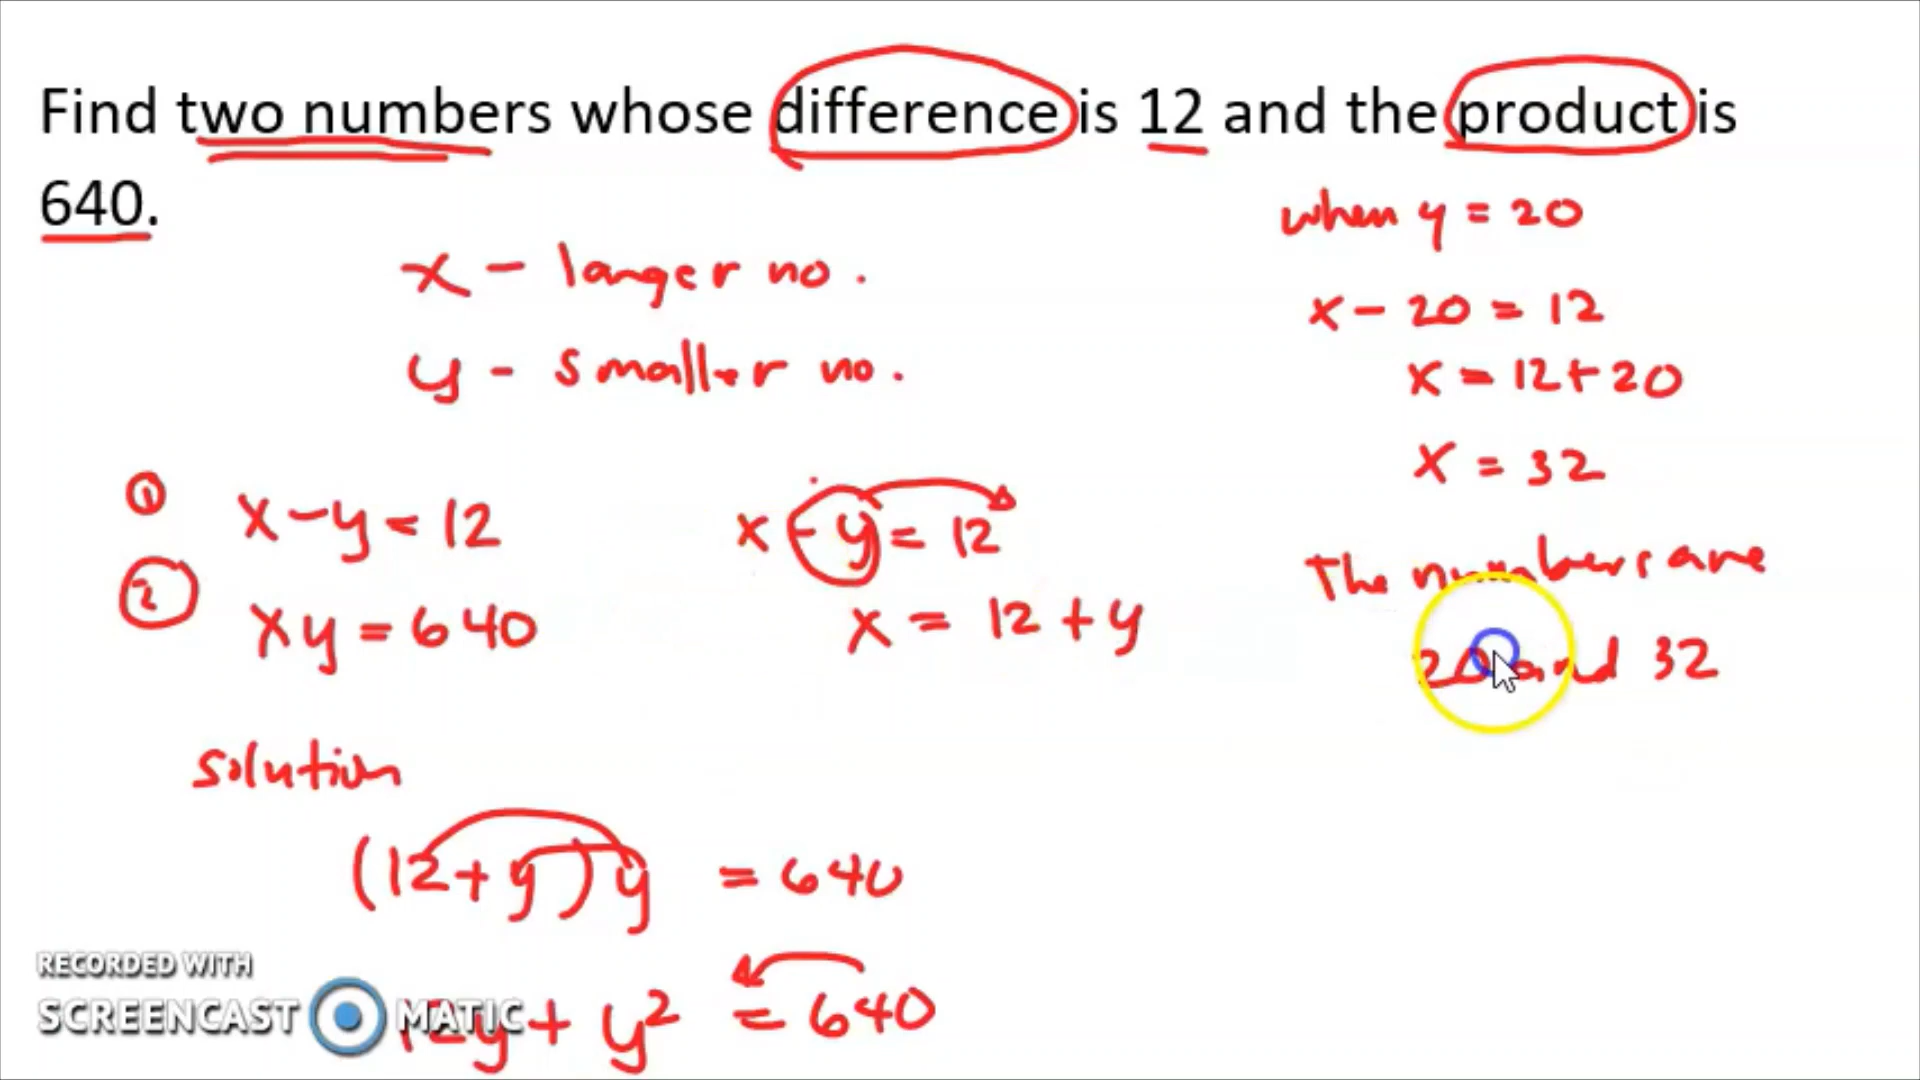 Find two numbers whose difference is 12 and the product is
640.
x - larger no.
y - smaller no.
① x - y = 12
② xy = 640
x - y = 12
x = 12 + y
when y = 20
x - 20 = 12
x = 12 + 20
x = 32
The numbers are
20 and 32
solution
(12 + y) y = 640
12y + y² = 640
RECORDED WITH
SCREENCAST MATIC